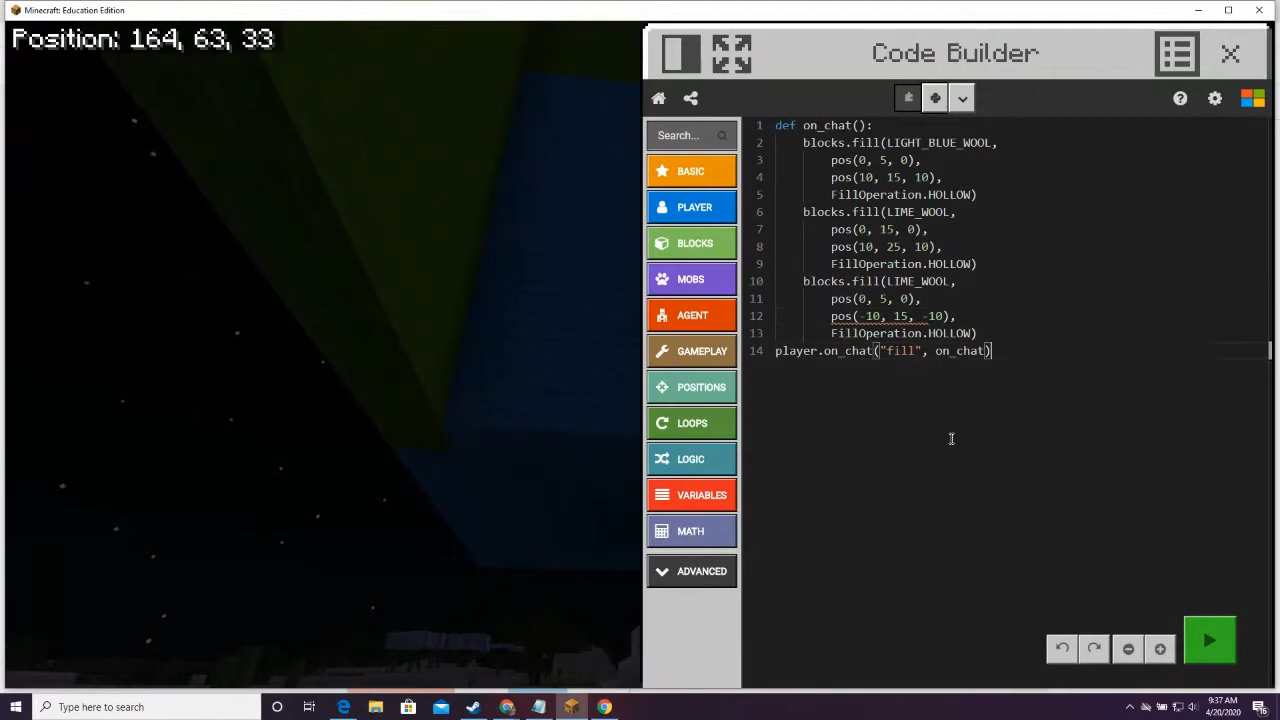 Minecraft: Education Edition
Position: 164, 63, 33
Code Builder
Search...
BASIC
PLAYER
BLOCKS
MOBS
AGENT
GAMEPLAY
POSITIONS
LOOPS
LOGIC
VARIABLES
MATH
ADVANCED
1 def on_chat():
2 blocks.fill(LIGHT_BLUE_WOOL,
3 pos(0, 5, 0),
4 pos(10, 15, 10),
5 FillOperation.HOLLOW)
6 blocks.fill(LIME_WOOL,
7 pos(0, 15, 0),
8 pos(10, 25, 10),
9 FillOperation.HOLLOW)
10 blocks.fill(LIME_WOOL,
11 pos(0, 5, 0),
12 pos(-10, 15, -10),
13 FillOperation.HOLLOW)
14 player.on_chat("fill", on_chat)
Type here to search
9:37 AM
4/20/2020